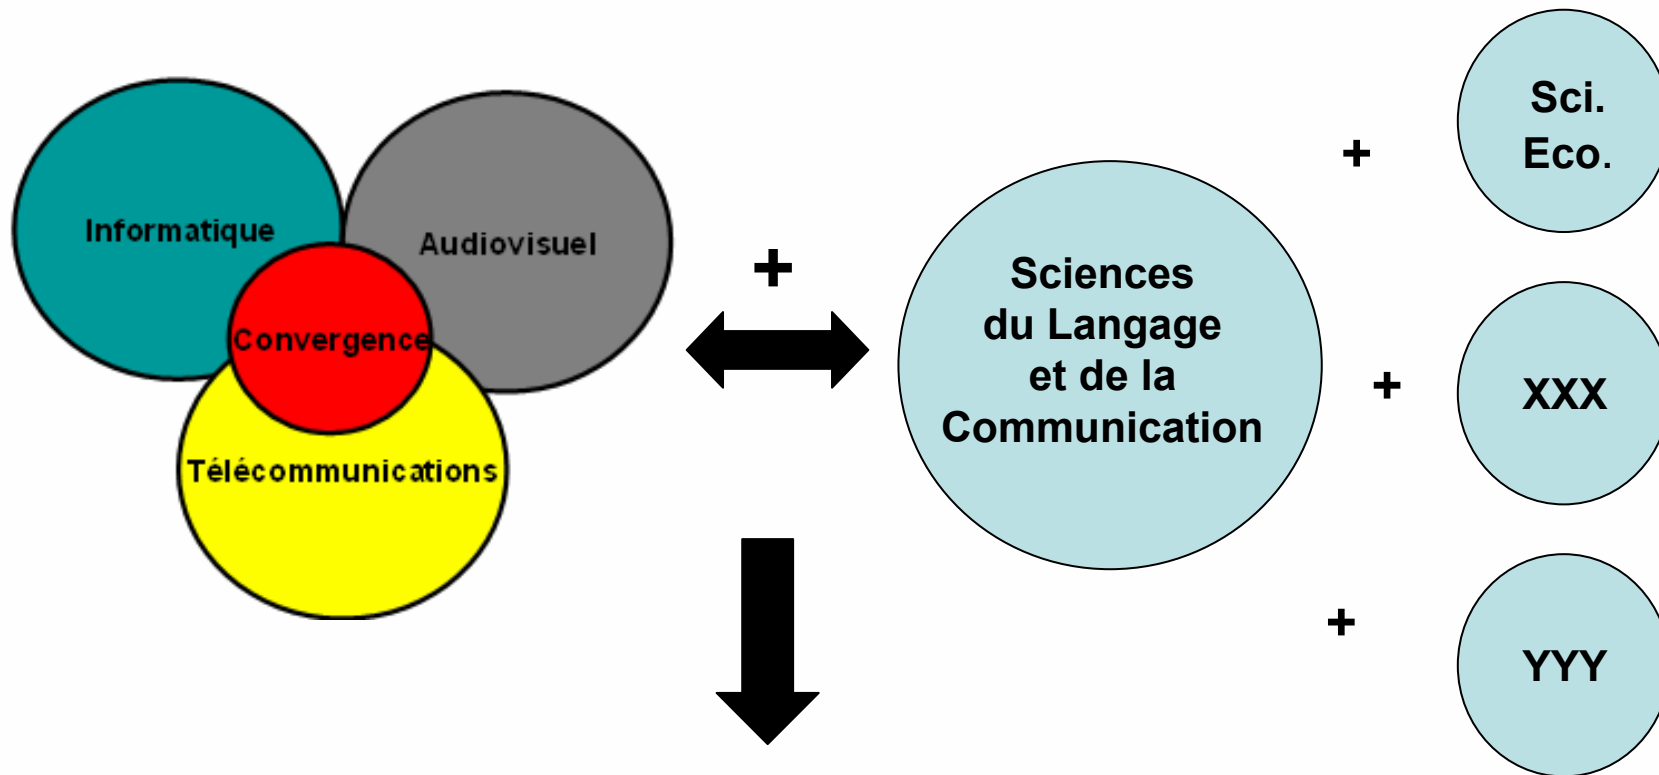 Informatique
Audiovisuel
Convergence
Télécommunications
+
Sciences
du Langage
et de la
Communication
+
Sci.
Eco.
+
XXX
+
YYY